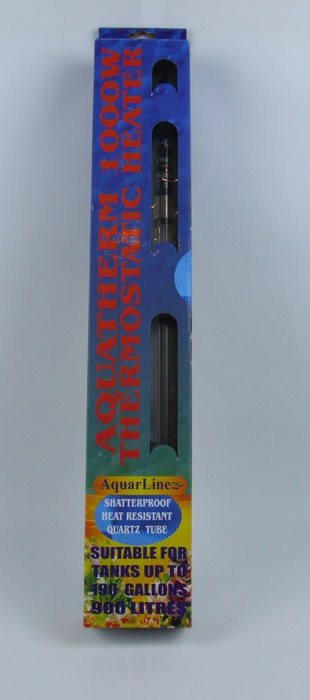 AQUATHERM 1000W
THERMOSTATIC HEATER
AquarLine
SHATTERPROOF
HEAT RESISTANT
QUARTZ TUBE
SUITABLE FOR
TANKS UP TO
190 GALLONS
900 LITRES